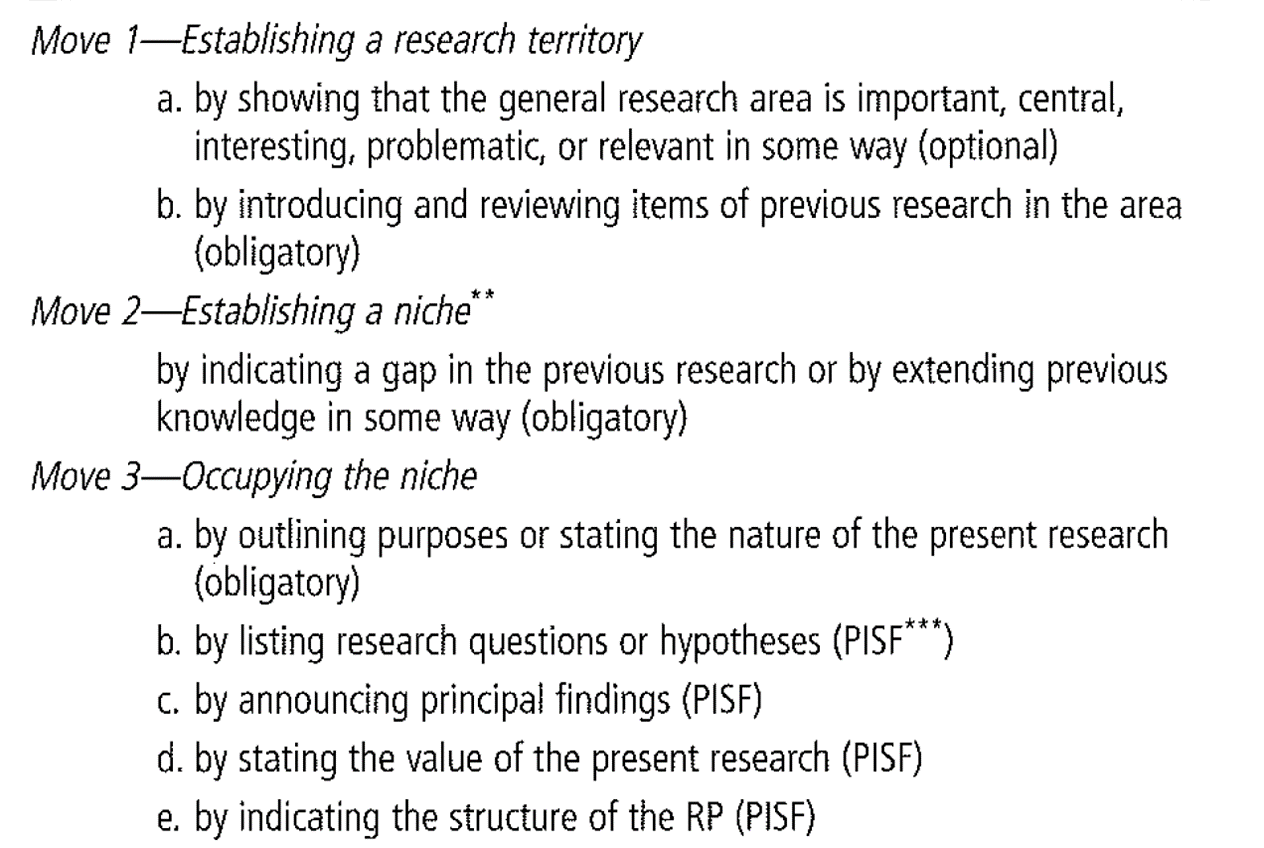 Move 1—Establishing a research territory
a. by showing that the general research area is important, central,
interesting, problematic, or relevant in some way (optional)
b. by introducing and reviewing items of previous research in the area
(obligatory)
Move 2—Establishing a niche**
by indicating a gap in the previous research or by extending previous
knowledge in some way (obligatory)
Move 3—Occupying the niche
a. by outlining purposes or stating the nature of the present research
(obligatory)
b. by listing research questions or hypotheses (PISF***)
c. by announcing principal findings (PISF)
d. by stating the value of the present research (PISF)
e. by indicating the structure of the RP (PISF)